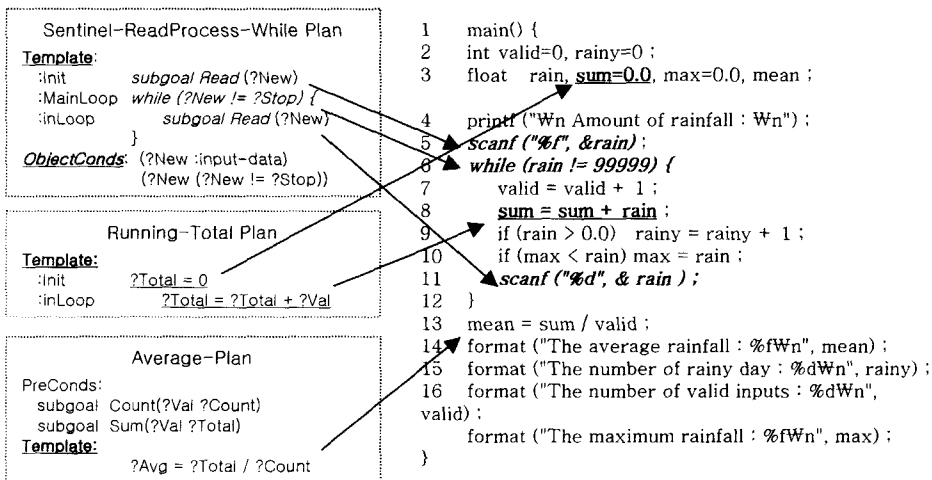 Sentinel-ReadProcess-While Plan
Template:
:Init subgoal Read (?New)
:MainLoop while (?New != ?Stop) {
:inLoop subgoal Read (?New)
}
ObjectConds: (?New :input-data)
(?New (?New != ?Stop))
Running-Total Plan
Template:
:Init ?Total = 0
:inLoop ?Total = ?Total + ?Val
Average-Plan
PreConds:
subgoal Count(?Val ?Count)
subgoal Sum(?Val ?Total)
Template:
?Avg = ?Total / ?Count
1 main() {
2 int valid=0, rainy=0 ;
3 float rain, sum=0.0, max=0.0, mean ;
4 printf ("₩n Amount of rainfall : ₩n") ;
5 scanf ("%f", &rain) ;
6 while (rain != 99999) {
7 valid = valid + 1 ;
8 sum = sum + rain ;
9 if (rain > 0.0) rainy = rainy + 1 ;
10 if (max < rain) max = rain ;
11 scanf ("%d", & rain ) ;
12 }
13 mean = sum / valid ;
14 format ("The average rainfall : %f₩n", mean) ;
15 format ("The number of rainy day : %d₩n", rainy) ;
16 format ("The number of valid inputs : %d₩n",
valid) ;
format ("The maximum rainfall : %f₩n", max) ;
}